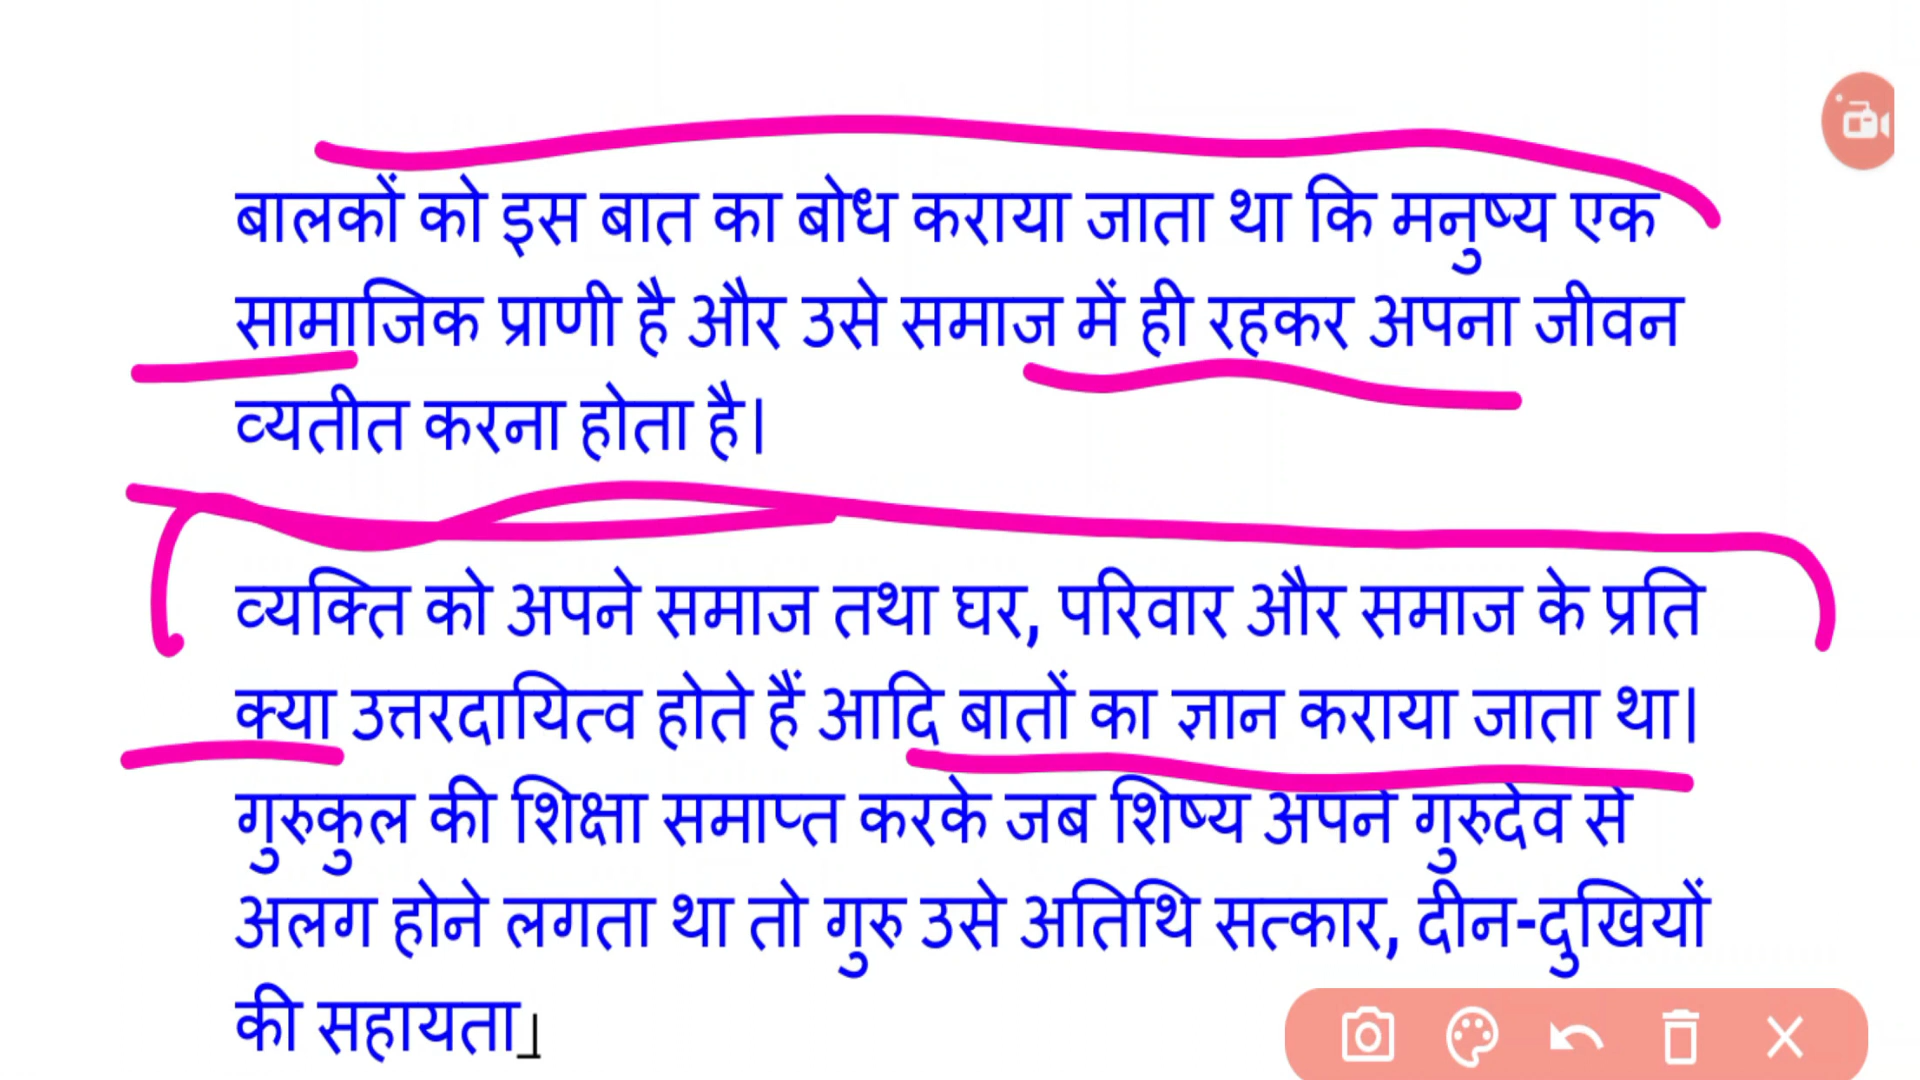 बालकों को इस बात का बोध कराया जाता था कि मनुष्य एक
सामाजिक प्राणी है और उसे समाज में ही रहकर अपना जीवन
व्यतीत करना होता है।
व्यक्ति को अपने समाज तथा घर, परिवार और समाज के प्रति
क्या उत्तरदायित्व होते हैं आदि बातों का ज्ञान कराया जाता था।
गुरुकुल की शिक्षा समाप्त करके जब शिष्य अपने गुरुदेव से
अलग होने लगता था तो गुरु उसे अतिथि सत्कार, दीन-दुखियों
की सहायता